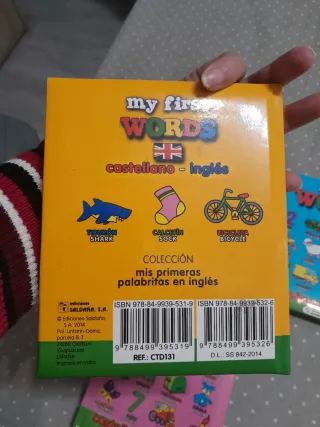 my first
WORDS
castellano - inglés
TIBURÓN
SHARK
CALCETÍN
SOCK
BICICLETA
BICYCLE
COLECCIÓN
mis primeras
palabritas en inglés
ediciones
SALDAÑA, S.A.
© Ediciones Saldaña,
S.A. 2014
ISBN 978-84-9939-531-9
ISBN 978-84-9939-532-6
9 788499 395319
9 788499 395326
REF.: CTD131
D.L.: SS 842-2014
W
2
7